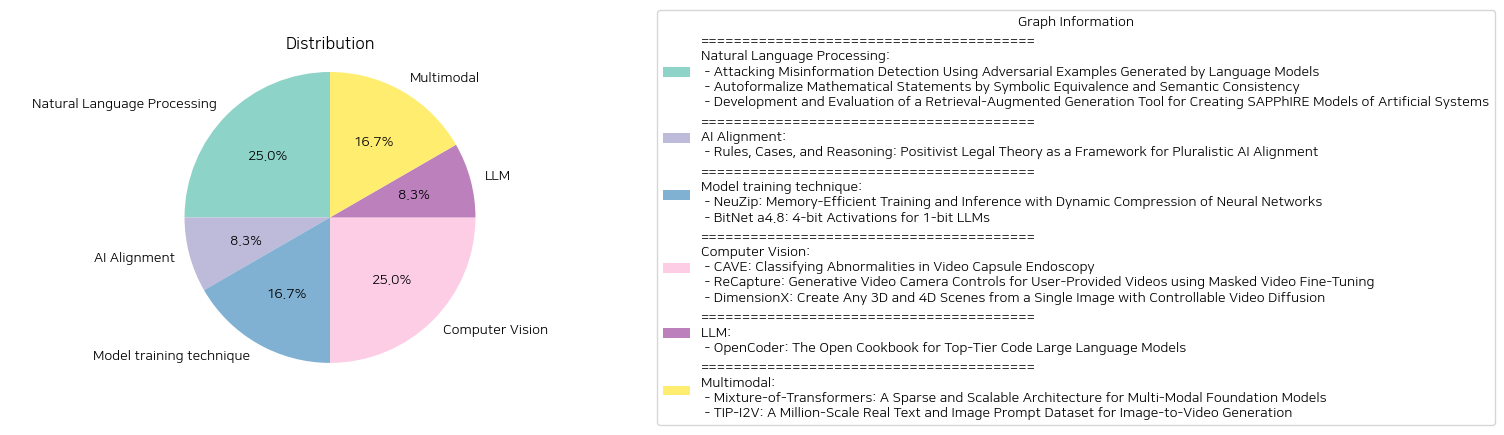 Distribution
Multimodal
Natural Language Processing
16.7%
25.0%
LLM
8.3%
8.3%
AI Alignment
16.7%
25.0%
Computer Vision
Model training technique
Graph Information
========================================
Natural Language Processing:
- Attacking Misinformation Detection Using Adversarial Examples Generated by Language Models
- Autoformalize Mathematical Statements by Symbolic Equivalence and Semantic Consistency
- Development and Evaluation of a Retrieval-Augmented Generation Tool for Creating SAPPhIRE Models of Artificial Systems
========================================
AI Alignment:
- Rules, Cases, and Reasoning: Positivist Legal Theory as a Framework for Pluralistic AI Alignment
========================================
Model training technique:
- NeuZip: Memory-Efficient Training and Inference with Dynamic Compression of Neural Networks
- BitNet a4.8: 4-bit Activations for 1-bit LLMs
========================================
Computer Vision:
- CAVE: Classifying Abnormalities in Video Capsule Endoscopy
- ReCapture: Generative Video Camera Controls for User-Provided Videos using Masked Video Fine-Tuning
- DimensionX: Create Any 3D and 4D Scenes from a Single Image with Controllable Video Diffusion
========================================
LLM:
- OpenCoder: The Open Cookbook for Top-Tier Code Large Language Models
========================================
Multimodal:
- Mixture-of-Transformers: A Sparse and Scalable Architecture for Multi-Modal Foundation Models
- TIP-I2V: A Million-Scale Real Text and Image Prompt Dataset for Image-to-Video Generation